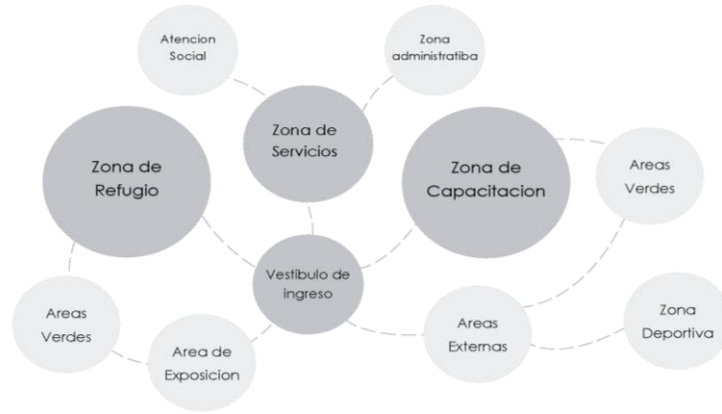 Atencion
Social
Zona
administratiba
Zona de
Servicios
Zona de
Refugio
Zona de
Capacitacion
Areas
Verdes
Vestibulo de
ingreso
Areas
Verdes
Area de
Exposicion
Areas
Externas
Zona
Deportiva